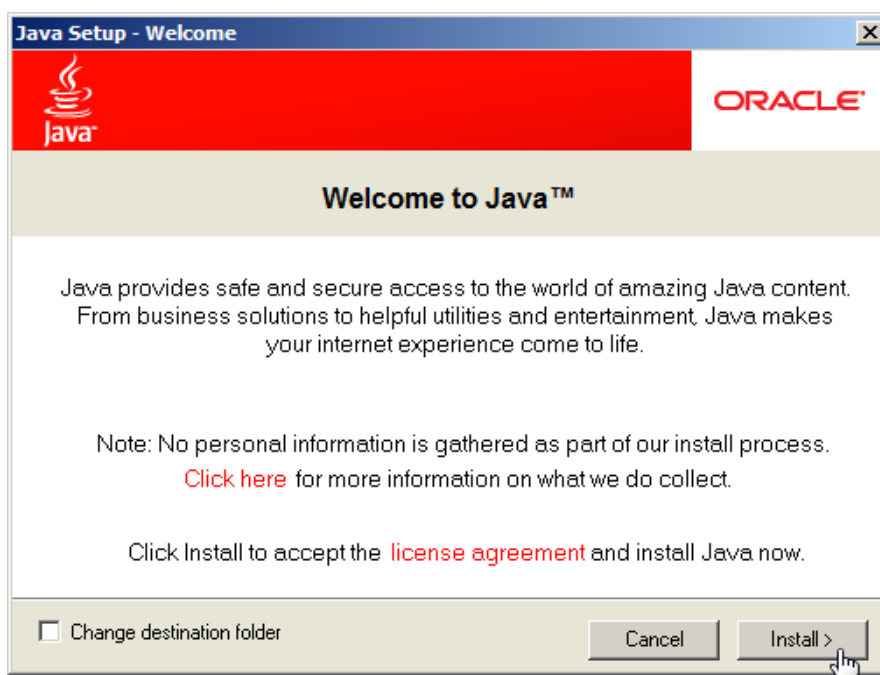 Java Setup - Welcome
Java™
ORACLE®
Welcome to Java™
Java provides safe and secure access to the world of amazing Java content.
From business solutions to helpful utilities and entertainment, Java makes
your internet experience come to life.
Note: No personal information is gathered as part of our install process.
Click here for more information on what we do collect.
Click Install to accept the license agreement and install Java now.
Change destination folder
Cancel
Install >